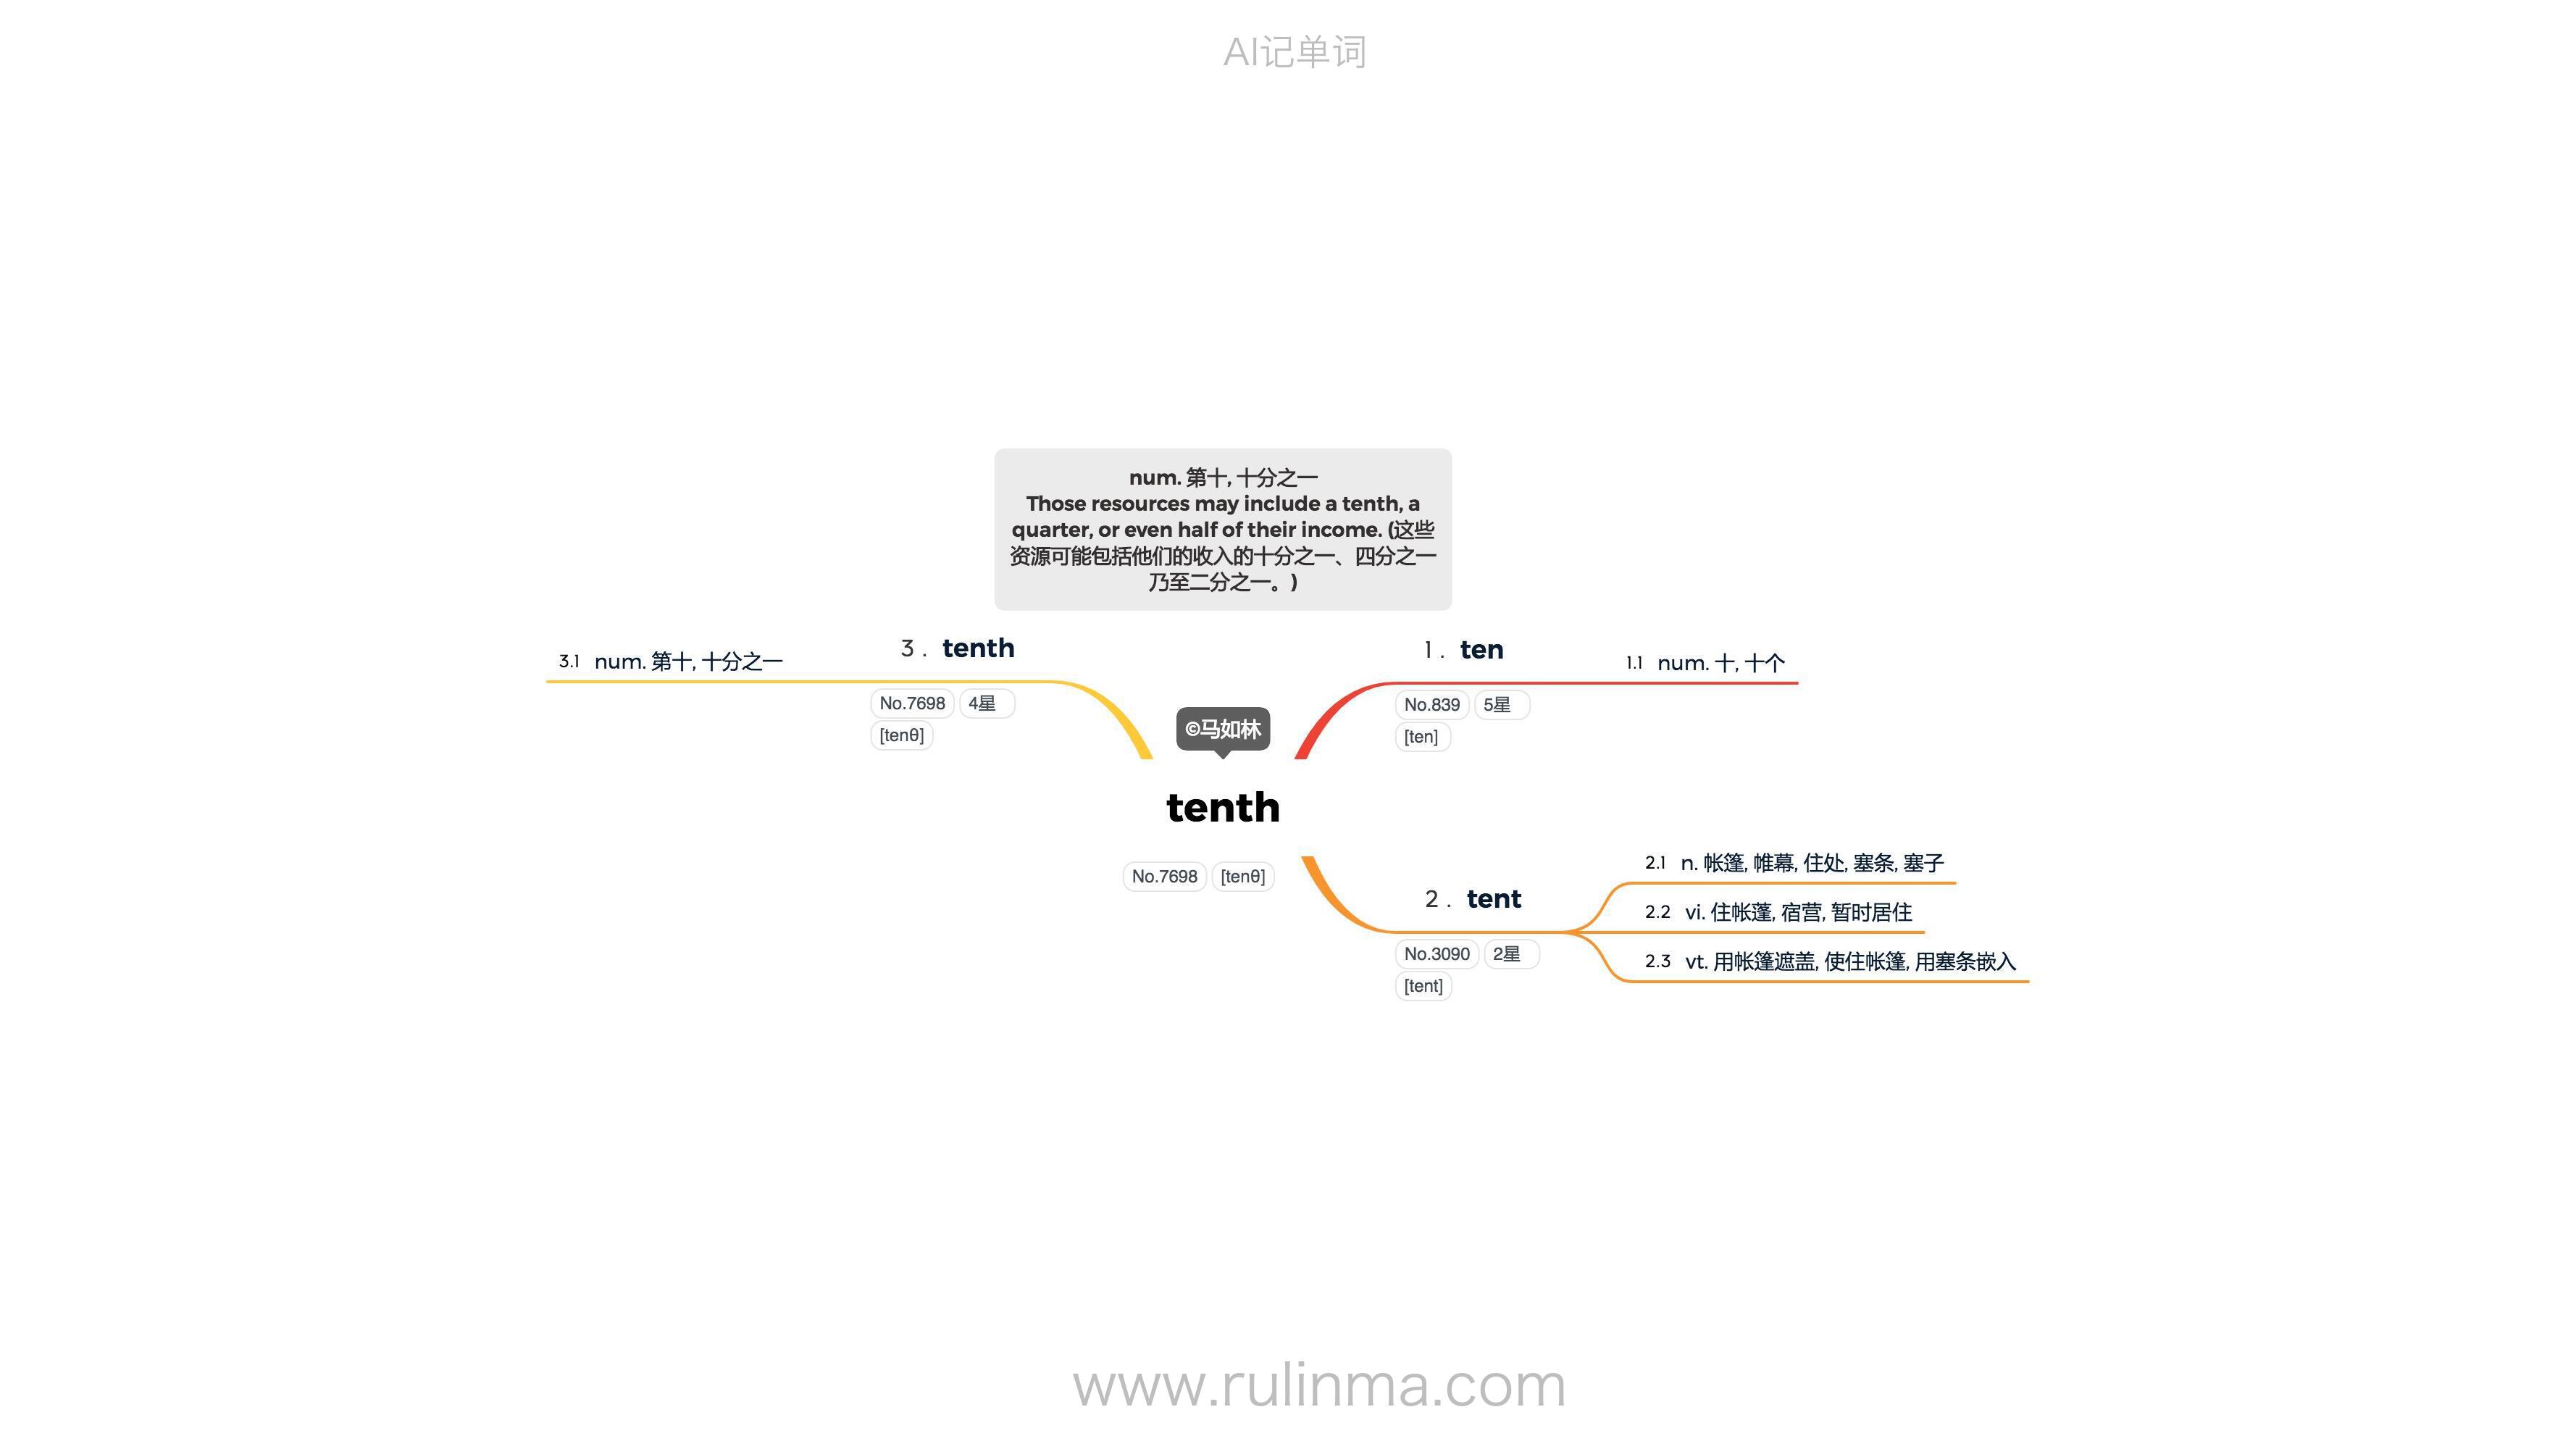 AI记单词
num. 第十, 十分之一
Those resources may include a tenth, a
quarter, or even half of their income. (这些
资源可能包括他们的收入的十分之一、四分之一
乃至二分之一。)
3 . tenth
3.1 num. 第十, 十分之一
No.7698 4星
[tenθ]
1 . ten
1.1 num. 十, 十个
No.839 5星
[ten]
©马如林
tenth
No.7698 [tenθ]
2 . tent
No.3090 2星
[tent]
2.1 n. 帐篷, 帷幕, 住处, 塞条, 塞子
2.2 vi. 住帐蓬, 宿营, 暂时居住
2.3 vt. 用帐篷遮盖, 使住帐篷, 用塞条嵌入
www.rulinma.com